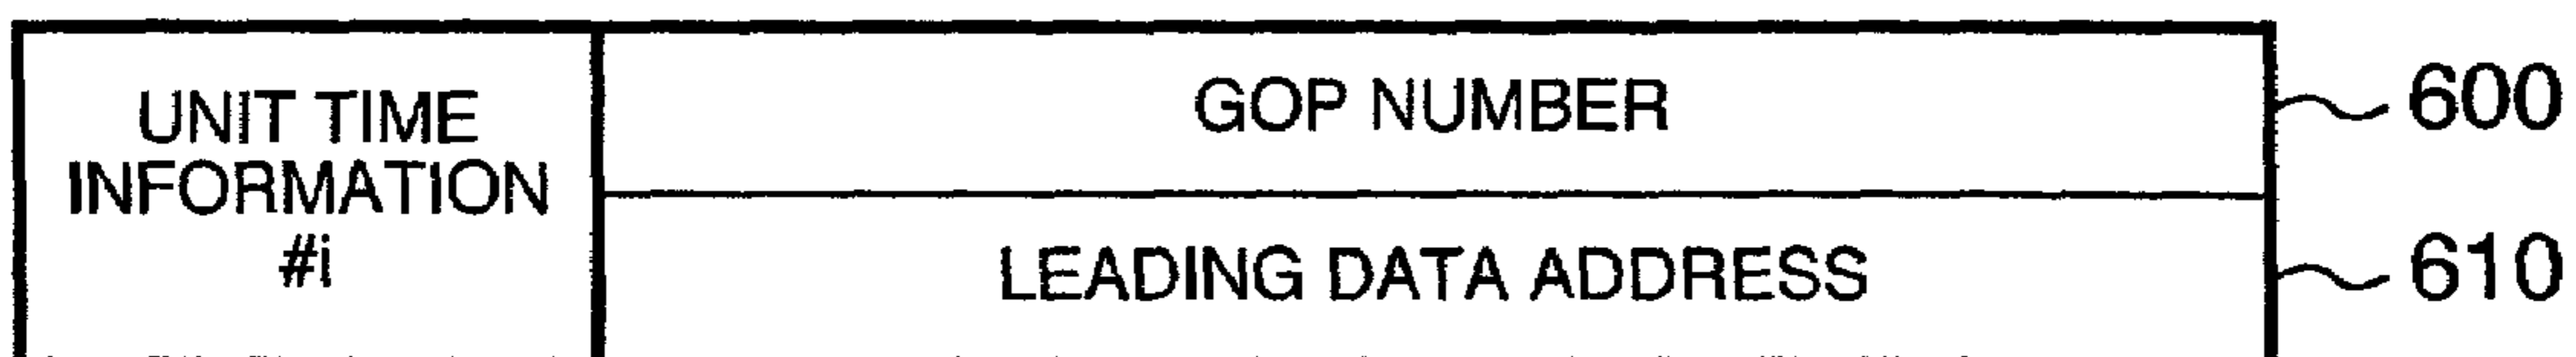 UNIT TIME
INFORMATION
#i
GOP NUMBER
600
LEADING DATA ADDRESS
610